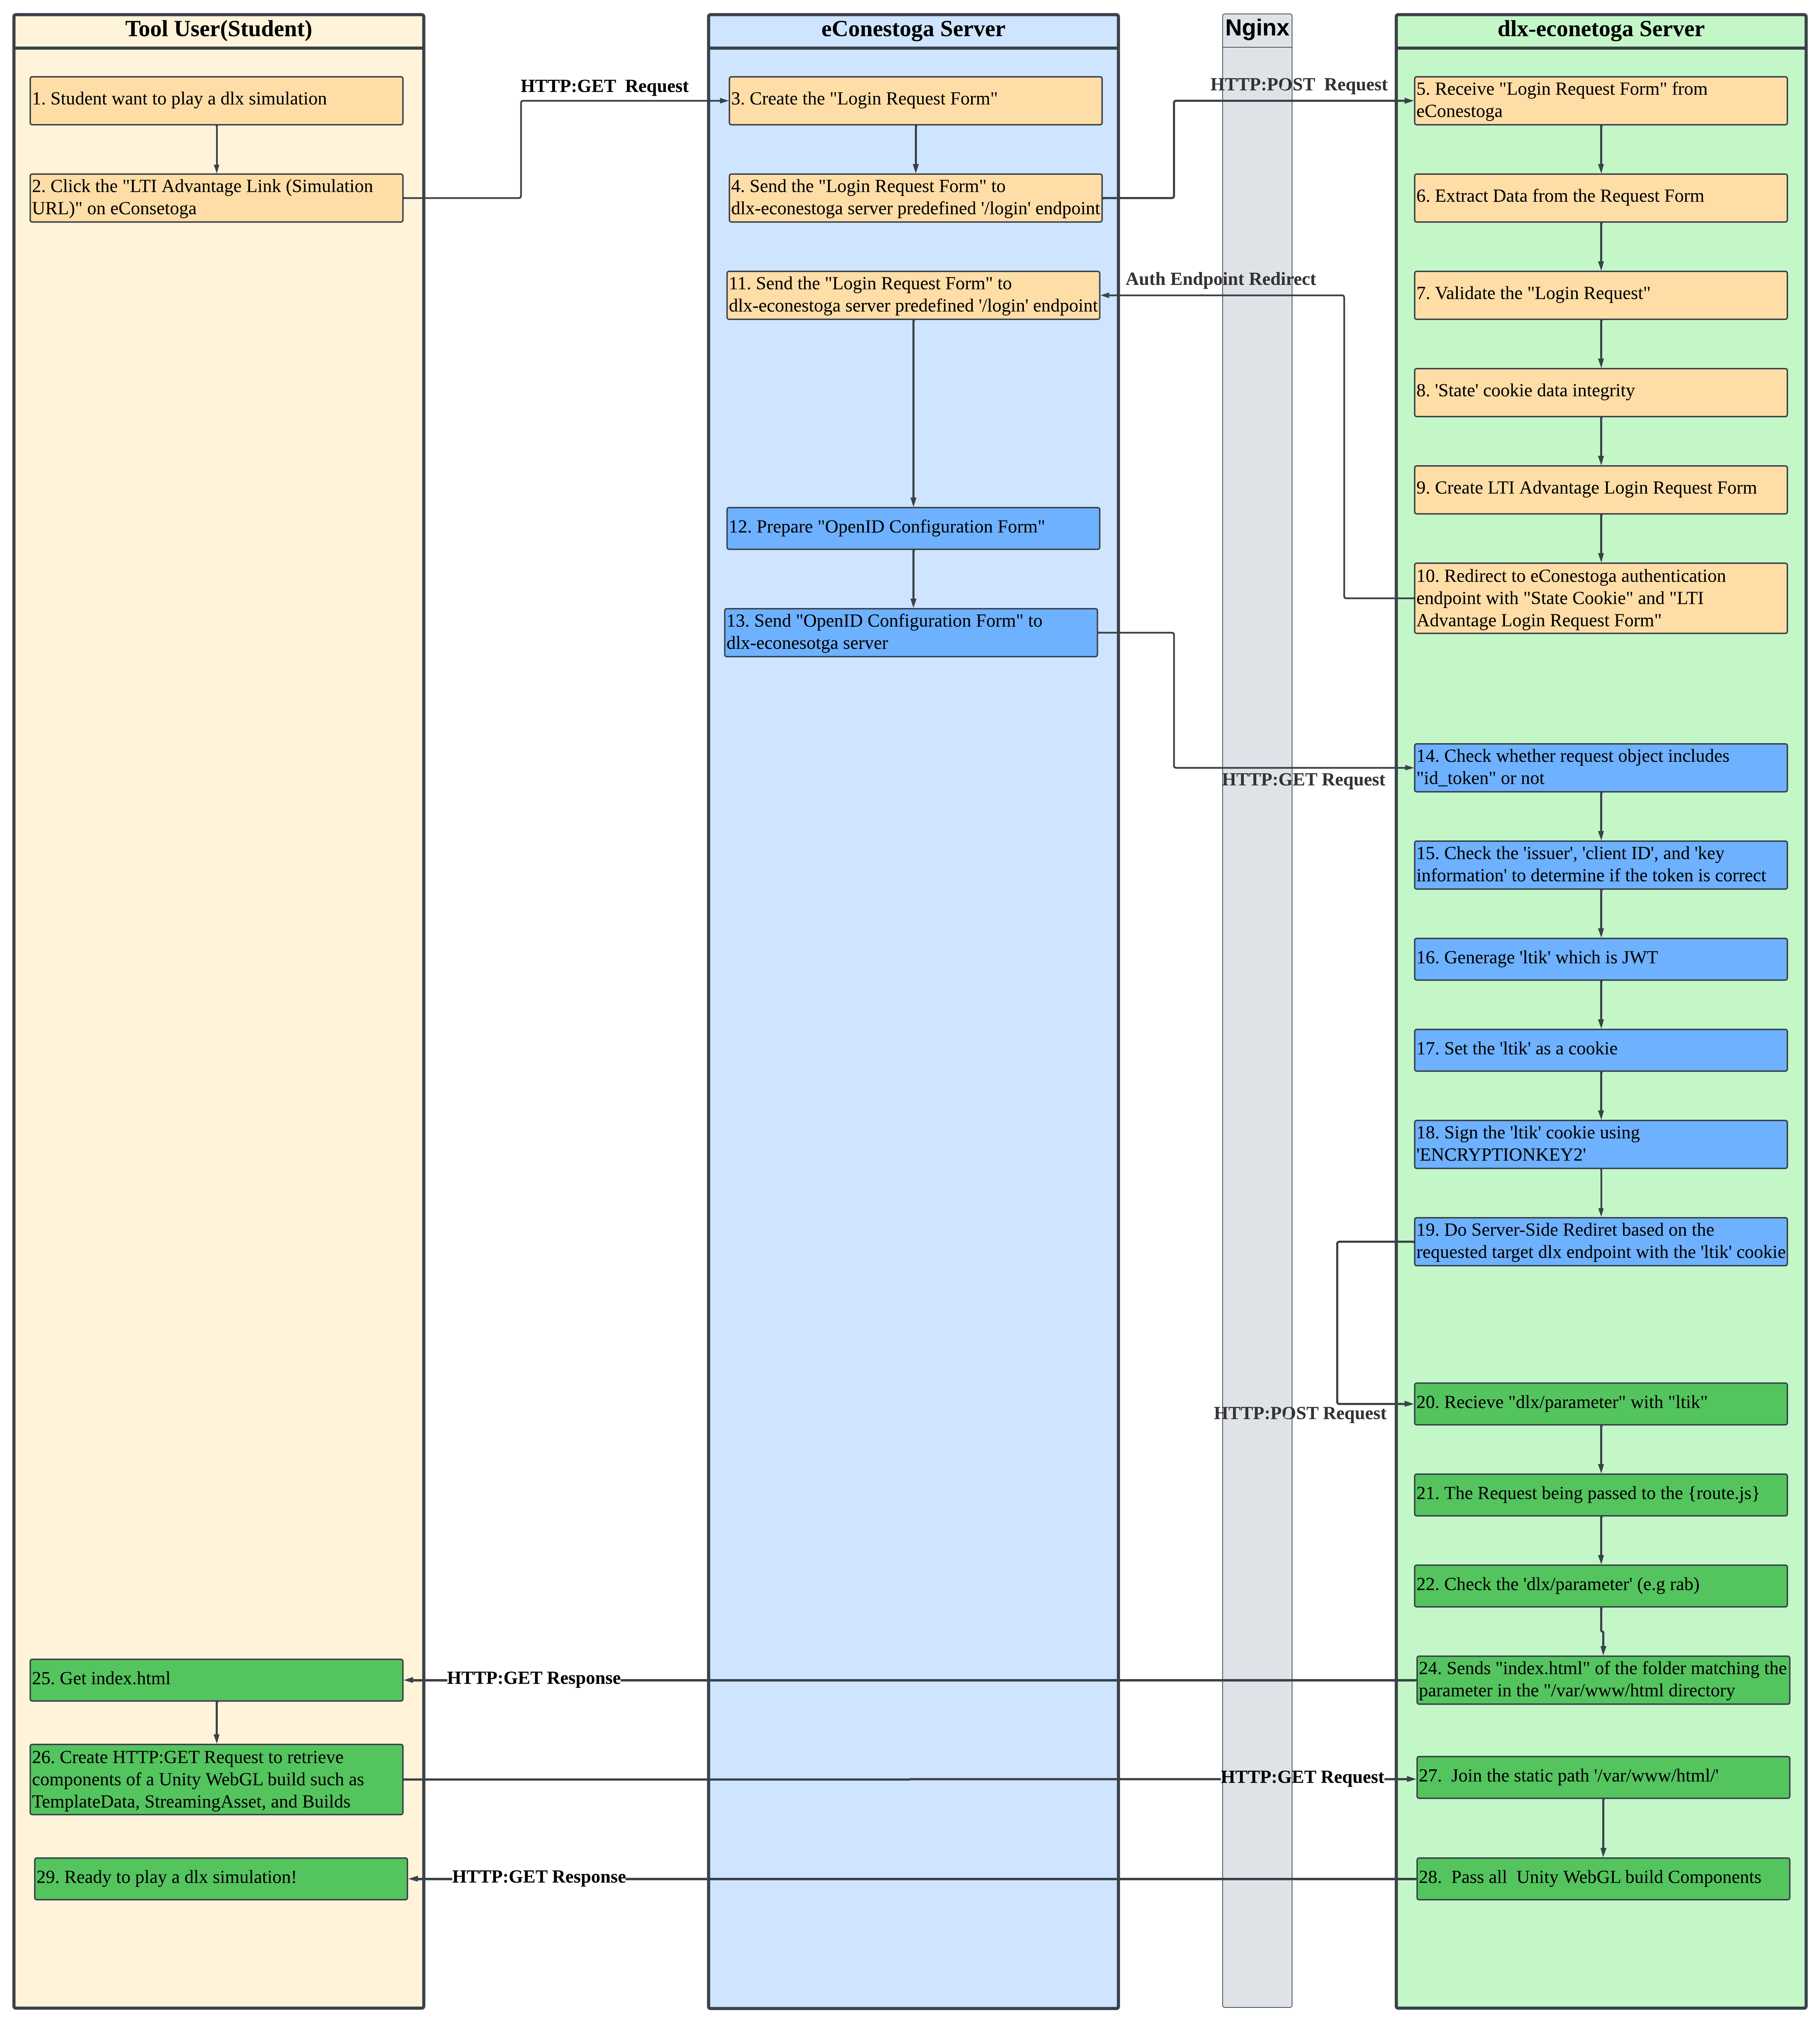 Tool User(Student)
eConestoga Server
Nginx
dlx-econetoga Server
1. Student want to play a dlx simulation
2. Click the "LTI Advantage Link (Simulation
URL)" on eConsetoga
HTTP:GET  Request
3. Create the "Login Request Form"
4. Send the "Login Request Form" to
dlx-econestoga server predefined '/login' endpoint
HTTP:POST  Request
5. Receive "Login Request Form" from
eConestoga
6. Extract Data from the Request Form
7. Validate the "Login Request"
8. 'State' cookie data integrity
9. Create LTI Advantage Login Request Form
10. Redirect to eConestoga authentication
endpoint with "State Cookie" and "LTI
Advantage Login Request Form"
Auth Endpoint Redirect
11. Send the "Login Request Form" to
dlx-econestoga server predefined '/login' endpoint
12. Prepare "OpenID Configuration Form"
13. Send "OpenID Configuration Form" to
dlx-econesotga server
HTTP:GET Request
14. Check whether request object includes
"id_token" or not
15. Check the 'issuer', 'client ID', and 'key
information' to determine if the token is correct
16. Generage 'ltik' which is JWT
17. Set the 'ltik' as a cookie
18. Sign the 'ltik' cookie using
'ENCRYPTIONKEY2'
19. Do Server-Side Rediret based on the
requested target dlx endpoint with the 'ltik' cookie
HTTP:POST Request
20. Recieve "dlx/parameter" with "ltik"
21. The Request being passed to the {route.js}
22. Check the 'dlx/parameter' (e.g rab)
24. Sends "index.html" of the folder matching the
parameter in the "/var/www/html directory
HTTP:GET Response
25. Get index.html
26. Create HTTP:GET Request to retrieve
components of a Unity WebGL build such as
TemplateData, StreamingAsset, and Builds
HTTP:GET Request
27.  Join the static path '/var/www/html/'
28.  Pass all  Unity WebGL build Components
HTTP:GET Response
29. Ready to play a dlx simulation!